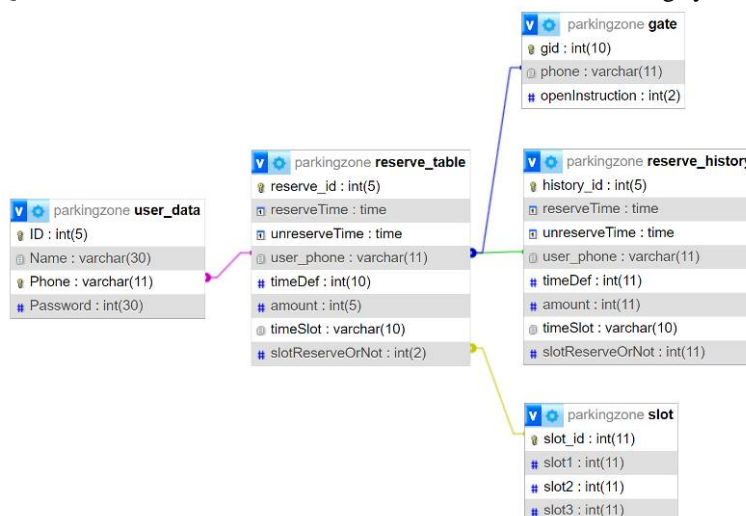 V parkingzone gate
gid : int(10)
phone : varchar(11)
# openInstruction : int(2)
V parkingzone reserve_table
reserve_id : int(5)
reserveTime : time
unreserveTime : time
user_phone : varchar(11)
# timeDef : int(10)
# amount : int(5)
timeSlot : varchar(10)
# slotReserveOrNot : int(2)
V parkingzone reserve_history
history_id : int(5)
reserveTime : time
unreserveTime : time
user_phone : varchar(11)
# timeDef : int(11)
# amount : int(11)
timeSlot : varchar(10)
# slotReserveOrNot : int(11)
V parkingzone user_data
ID : int(5)
Name : varchar(30)
Phone : varchar(11)
# Password : int(30)
V parkingzone slot
slot_id : int(11)
# slot1 : int(11)
# slot2 : int(11)
# slot3 : int(11)